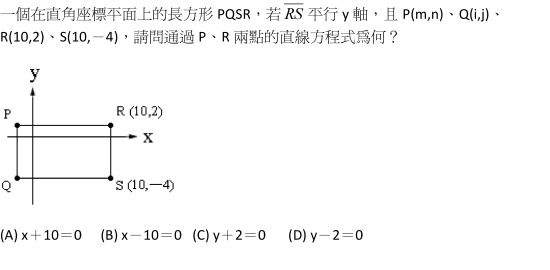 一個在直角座標平面上的長方形 PQSR，若 RS 平行 y 軸，且 P(m,n)、Q(i,j)、
R(10,2)、S(10,－4)，請問通過 P、R 兩點的直線方程式為何？
y
P
R (10,2)
x
Q
S (10,—4)
(A) x＋10＝0 (B) x－10＝0 (C) y＋2＝0 (D) y－2＝0